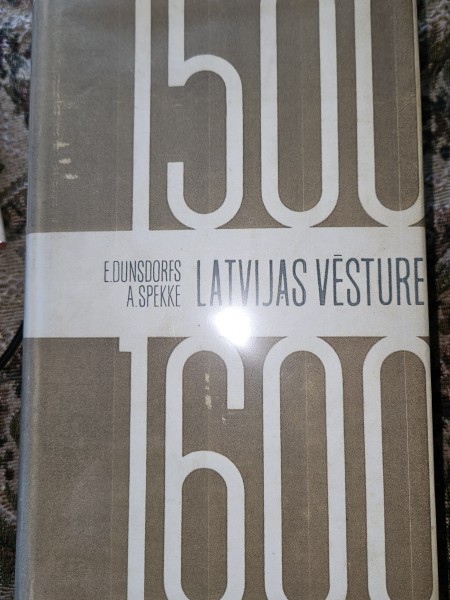 1500
E.DUNSDORFS
A.SPEKKE
LATVIJAS VĒSTURE
1600